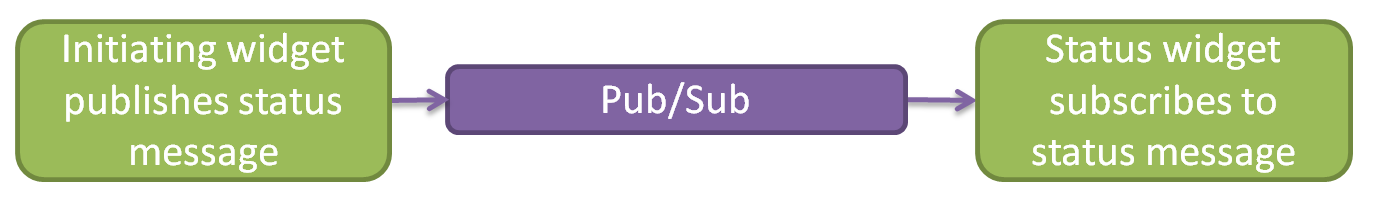 Initiating widget
publishes status
message
Pub/Sub
Status widget
subscribes to
status message